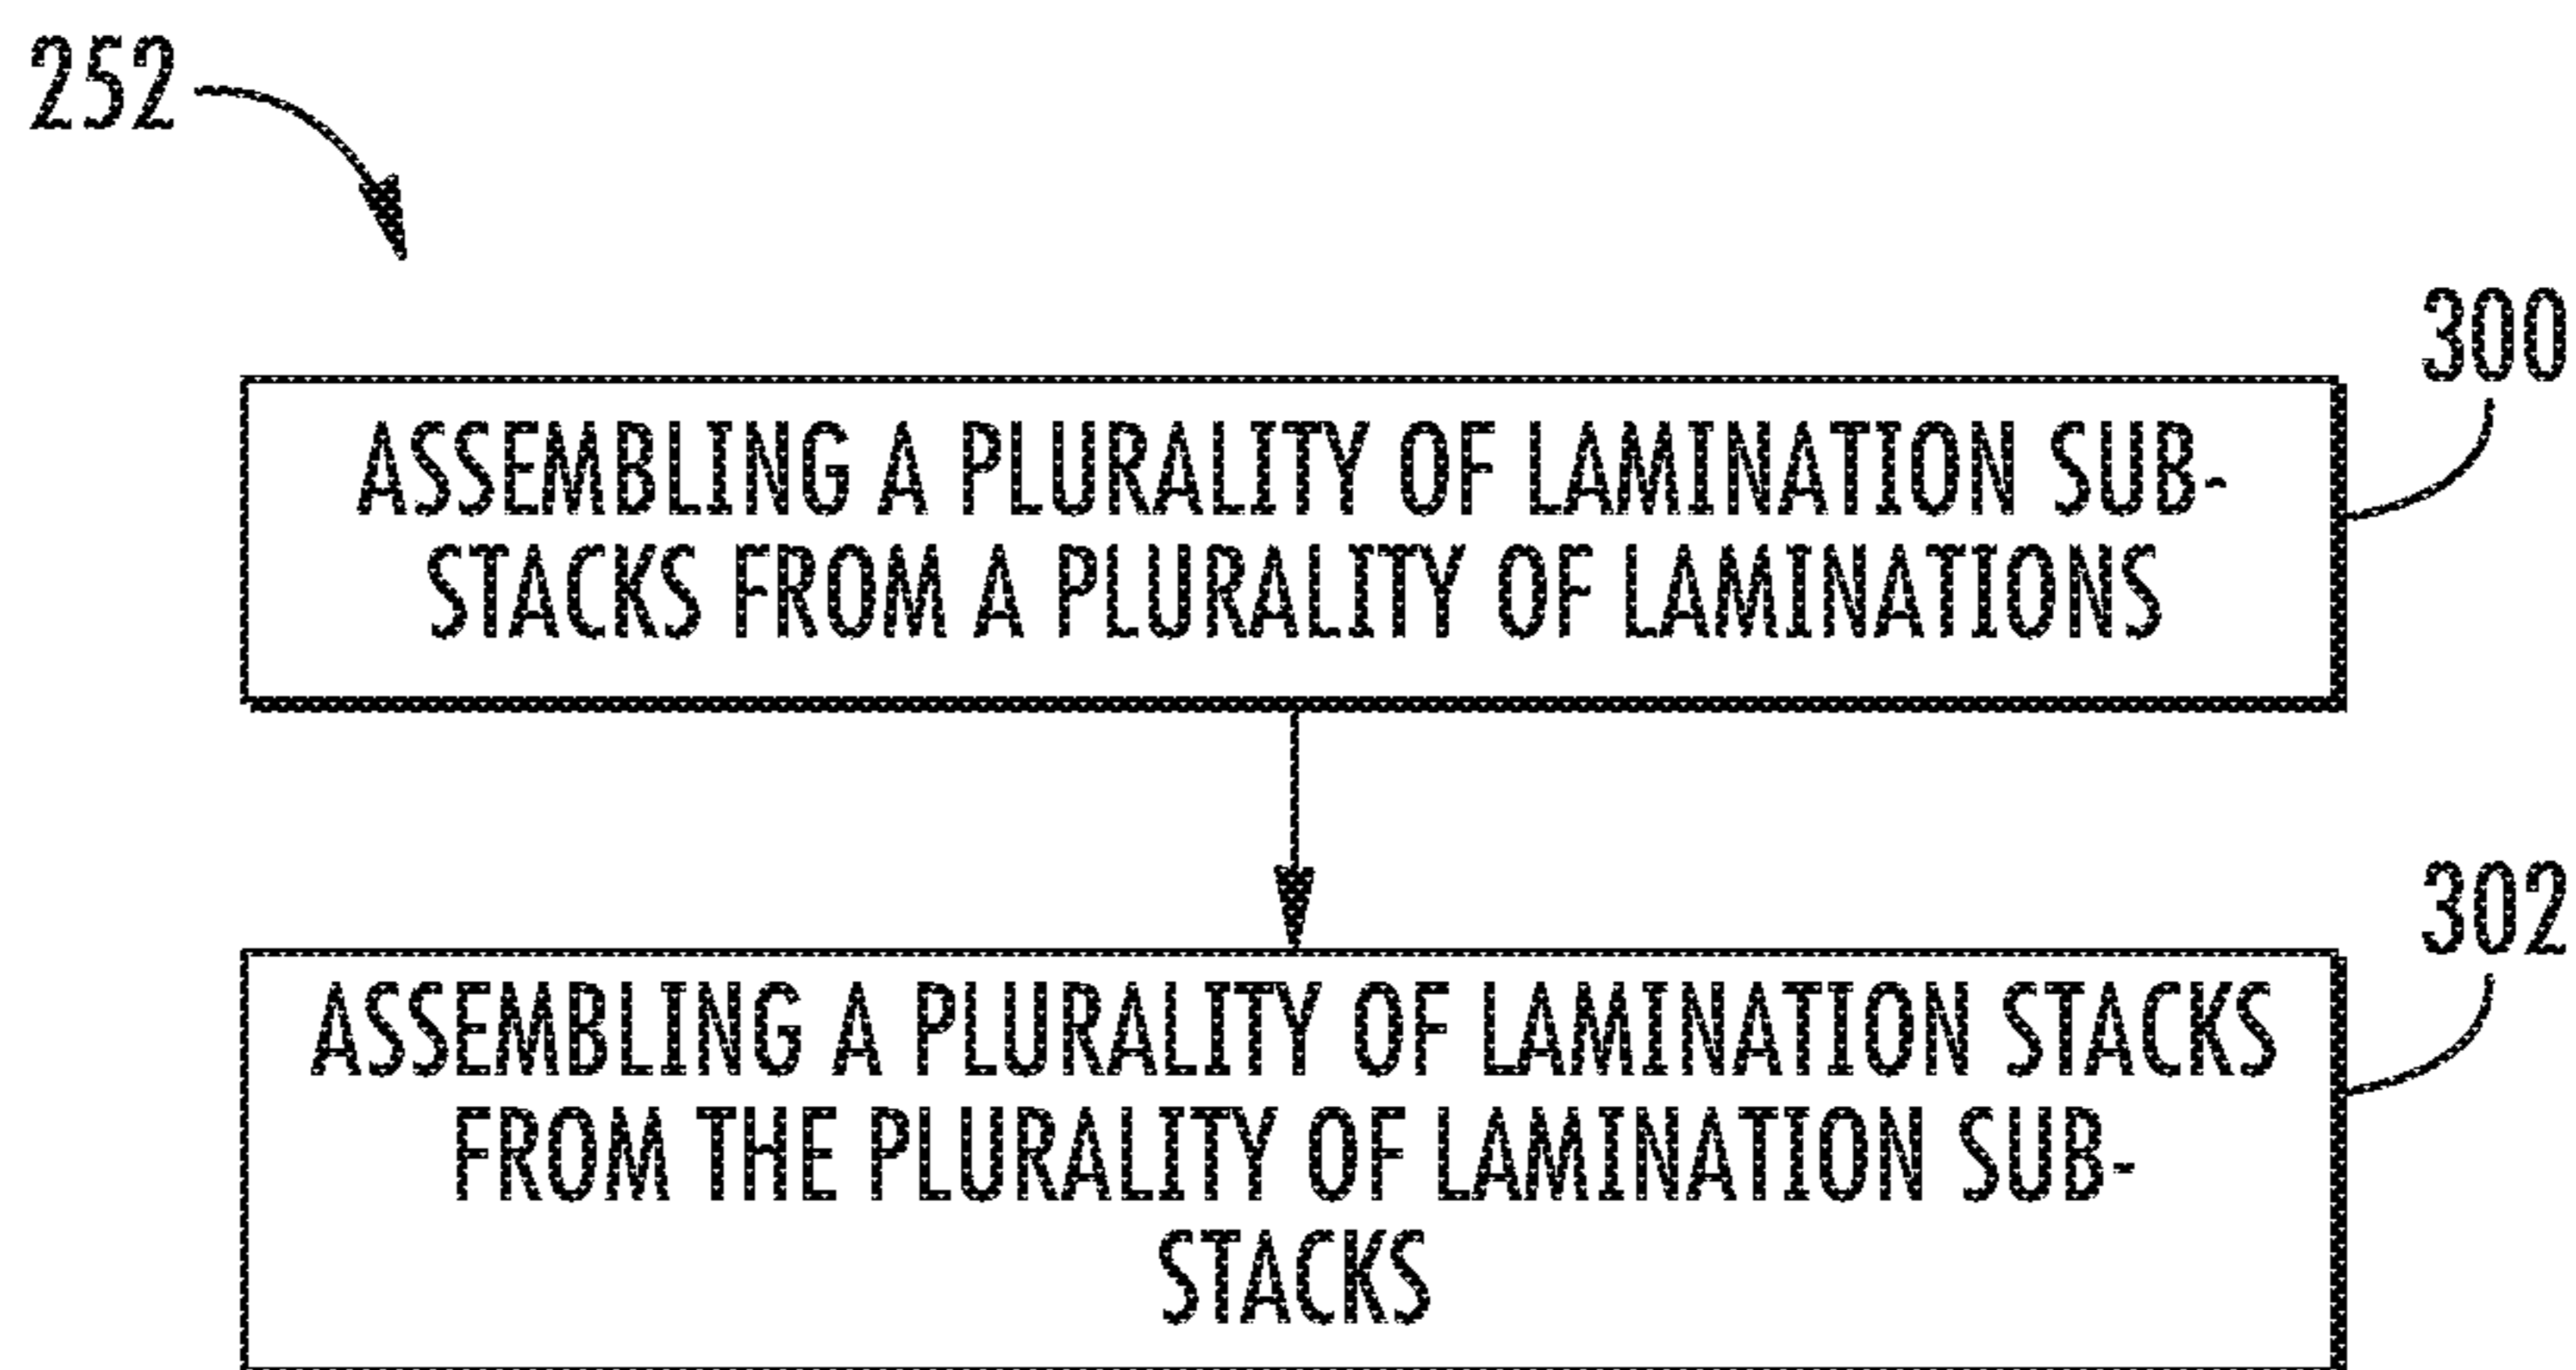 252
300
ASSEMBLING A PLURALITY OF LAMINATION SUB-
STACKS FROM A PLURALITY OF LAMINATIONS
302
ASSEMBLING A PLURALITY OF LAMINATION STACKS
FROM THE PLURALITY OF LAMINATION SUB-
STACKS